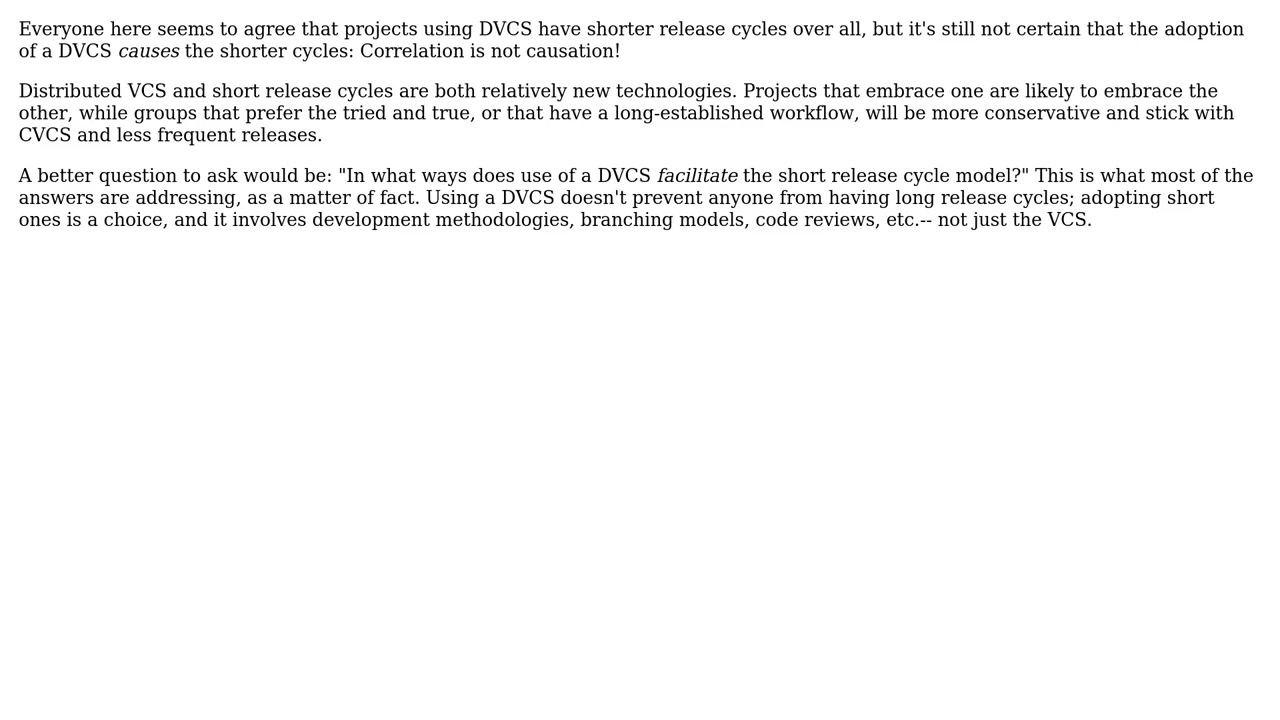 Everyone here seems to agree that projects using DVCS have shorter release cycles over all, but it's still not certain that the adoption
of a DVCS causes the shorter cycles: Correlation is not causation!
Distributed VCS and short release cycles are both relatively new technologies. Projects that embrace one are likely to embrace the
other, while groups that prefer the tried and true, or that have a long-established workflow, will be more conservative and stick with
CVCS and less frequent releases.
A better question to ask would be: "In what ways does use of a DVCS facilitate the short release cycle model?" This is what most of the
answers are addressing, as a matter of fact. Using a DVCS doesn't prevent anyone from having long release cycles; adopting short
ones is a choice, and it involves development methodologies, branching models, code reviews, etc.-- not just the VCS.